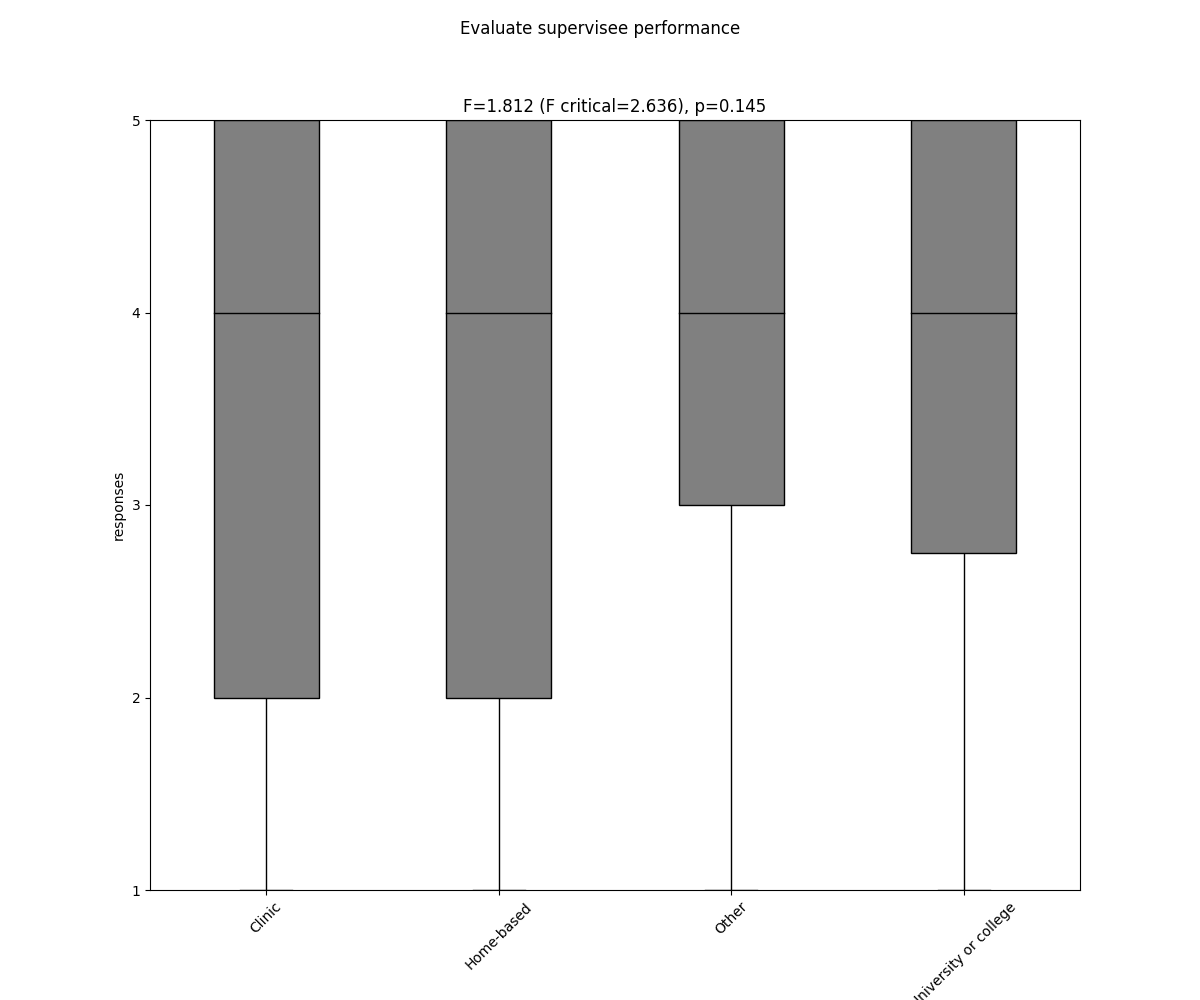 Evaluate supervisee performance
F=1.812 (F critical=2.636), p=0.145
5
4
3
2
1
responses
Clinic
Home-based
Other
or college